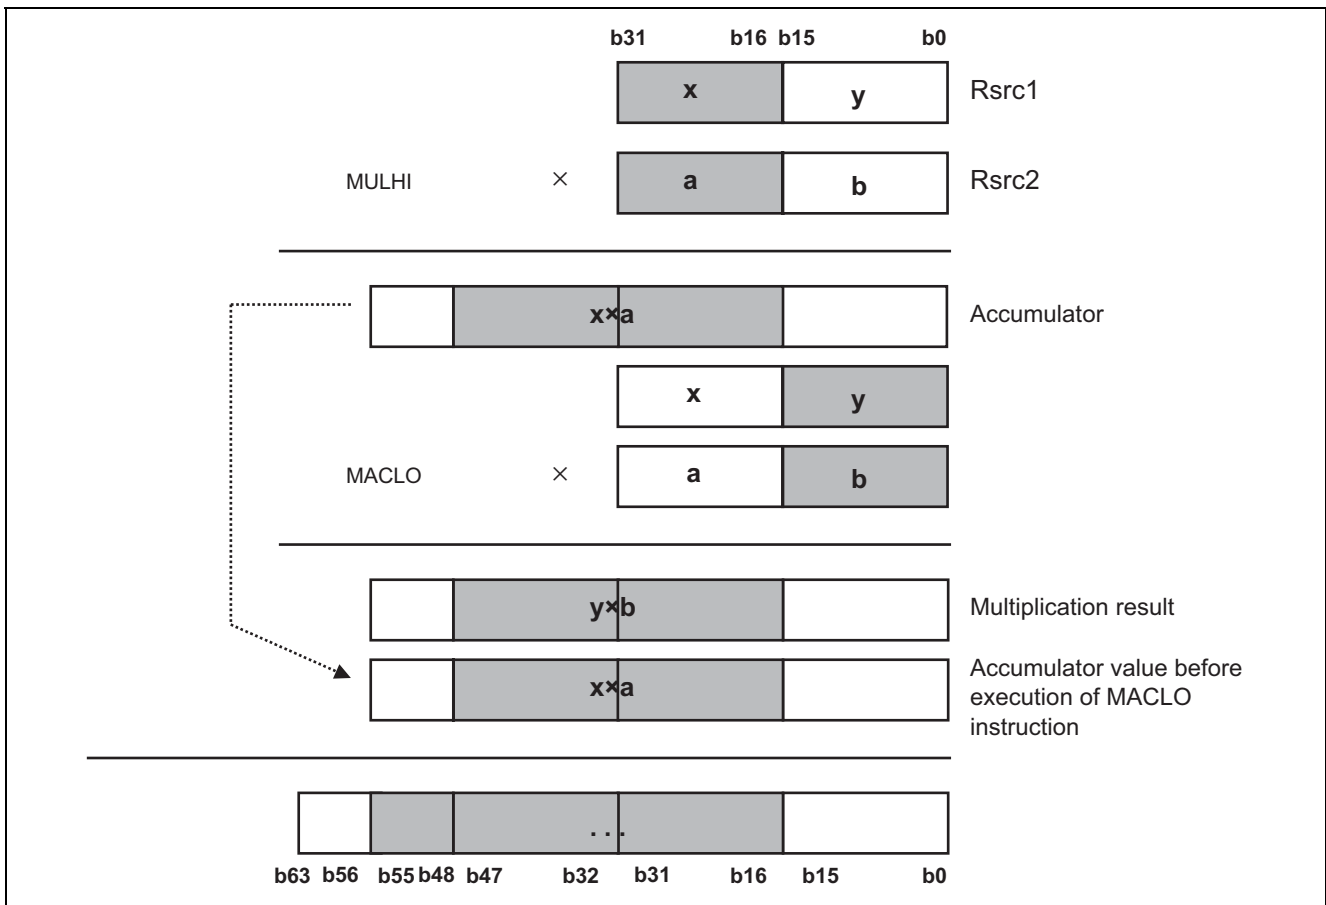 b31 b16 b15 b0
x y Rsrc1
MULHI × a b Rsrc2
x×a Accumulator
x y
MACLO × a b
y×b Multiplication result
x×a Accumulator value before
execution of MACLO
instruction
...
b63 b56 b55 b48 b47 b32 b31 b16 b15 b0